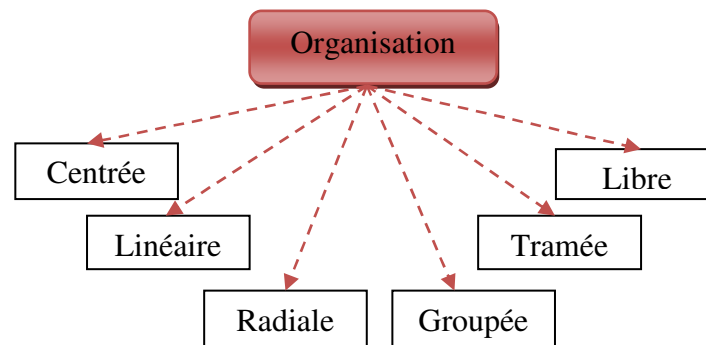 Organisation
Centrée
Libre
Linéaire
Tramée
Radiale
Groupée